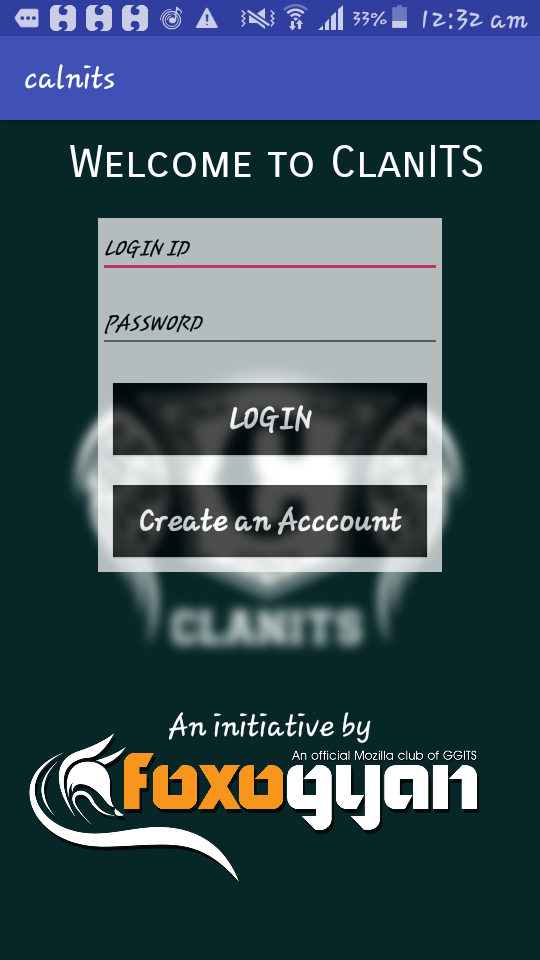 33% 12:32 am
calnits
Welcome to ClanITS
LOGIN ID
PASSWORD
LOGIN
Create an Acccount
CLANITS
An initiative by
An official Mozilla club of GGITS
foxogyan